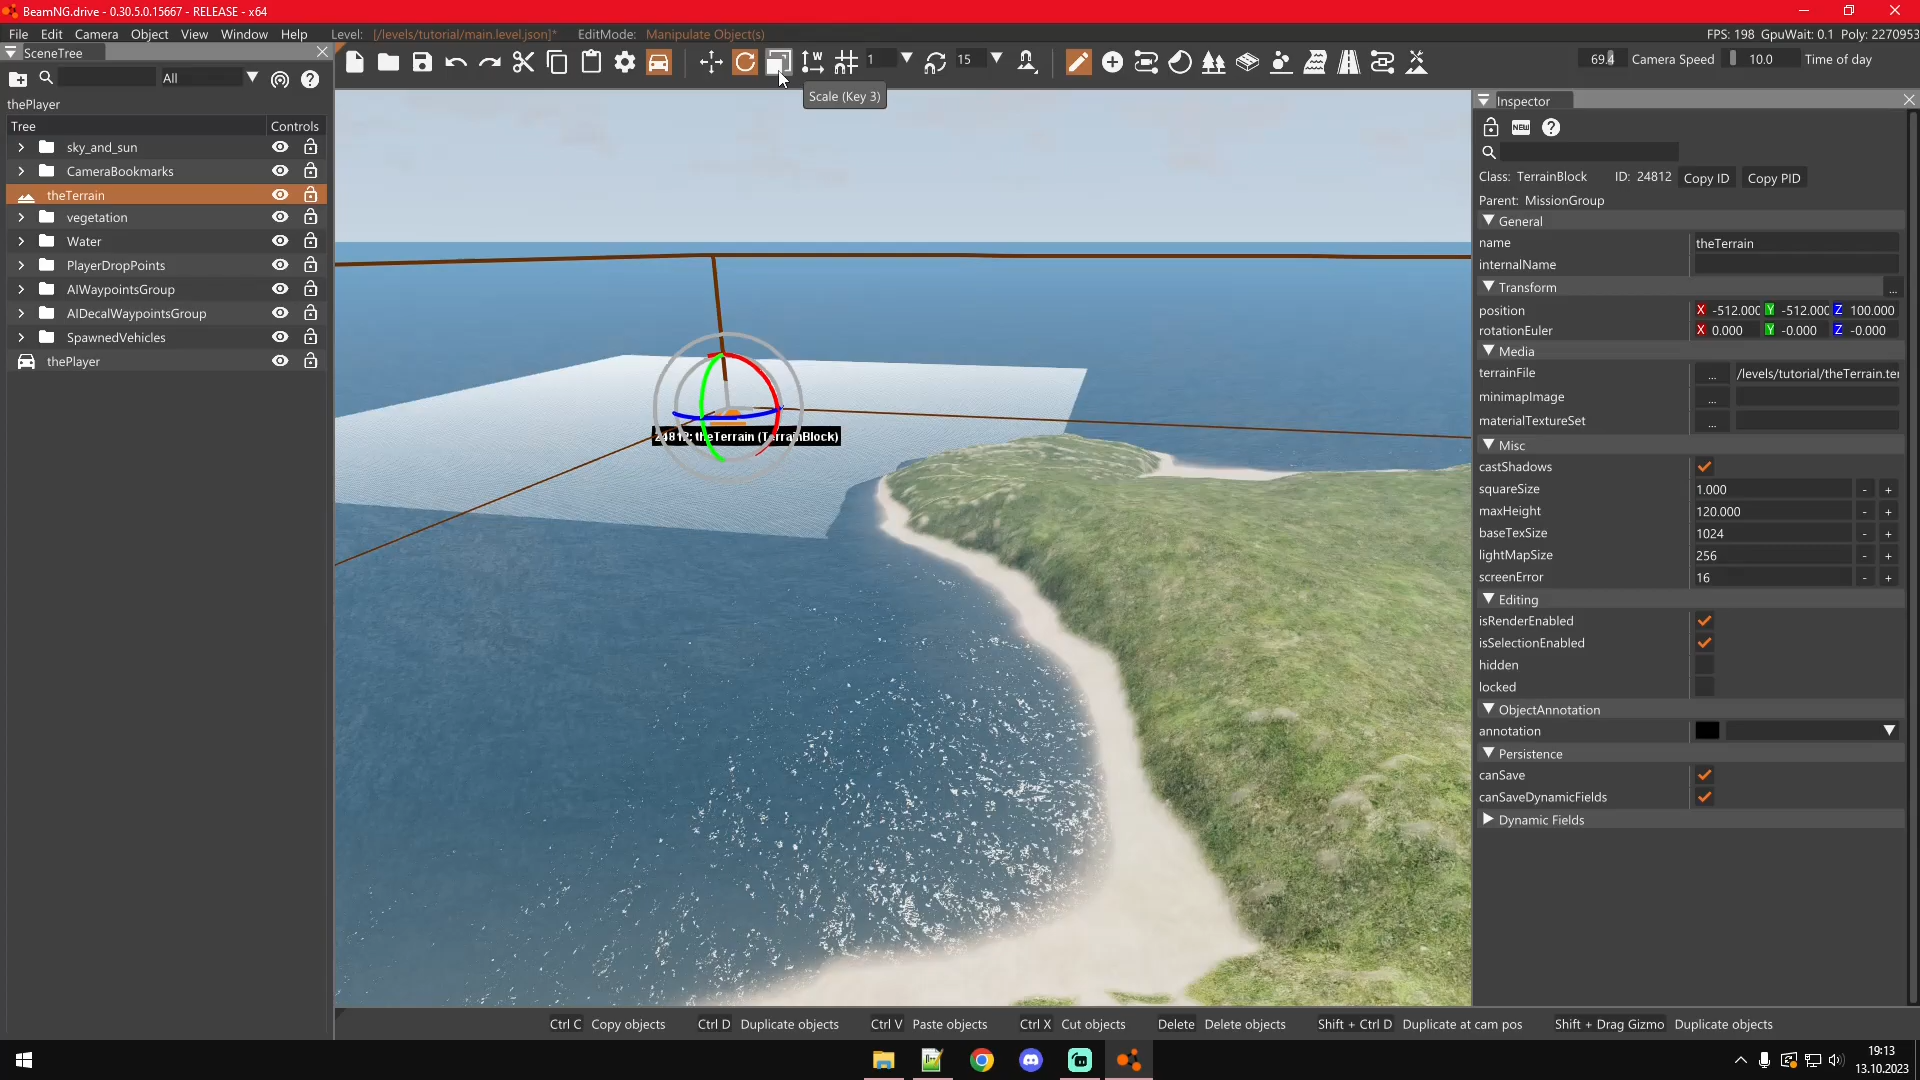 BeamNG.drive - 0.30.5.0.15667 - RELEASE - x64
File Edit Camera Object View Window Help Level: [/levels/tutorial/main.level.json]* EditMode: Manipulate Object(s) FPS: 198 GpuWait: 0.1 Poly: 2270953
SceneTree
1 15 69.4 Camera Speed 10.0 Time of day
All
Scale (Key 3)
thePlayer
Tree Controls
sky_and_sun
CameraBookmarks
theTerrain
vegetation
Water
PlayerDropPoints
AIWaypointsGroup
AIDecalWaypointsGroup
SpawnedVehicles
thePlayer
24812: theTerrain (TerrainBlock)
Inspector
NEW
Class: TerrainBlock ID: 24812 Copy ID Copy PID
Parent: MissionGroup
General
name theTerrain
internalName
Transform ...
position X -512.000 Y -512.000 Z 100.000
rotationEuler X 0.000 Y -0.000 Z -0.000
Media
terrainFile ... /levels/tutorial/theTerrain.ter
minimapImage ...
materialTextureSet ...
Misc
castShadows
squareSize 1.000 - +
maxHeight 120.000 - +
baseTexSize 1024 - +
lightMapSize 256 - +
screenError 16 - +
Editing
isRenderEnabled
isSelectionEnabled
hidden
locked
ObjectAnnotation
annotation
Persistence
canSave
canSaveDynamicFields
Dynamic Fields
Ctrl C Copy objects Ctrl D Duplicate objects Ctrl V Paste objects Ctrl X Cut objects Delete Delete objects Shift + Ctrl D Duplicate at cam pos Shift + Drag Gizmo Duplicate objects
19:13
13.10.2023